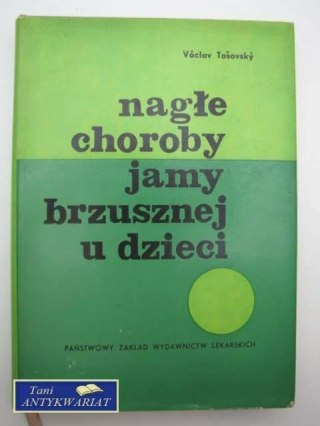 Václav Tošovský
nagłe
choroby
jamy
brzusznej
u dzieci
PAŃSTWOWY ZAKŁAD WYDAWNICTW LEKARSKICH
Tani
ANTYKWARIAT